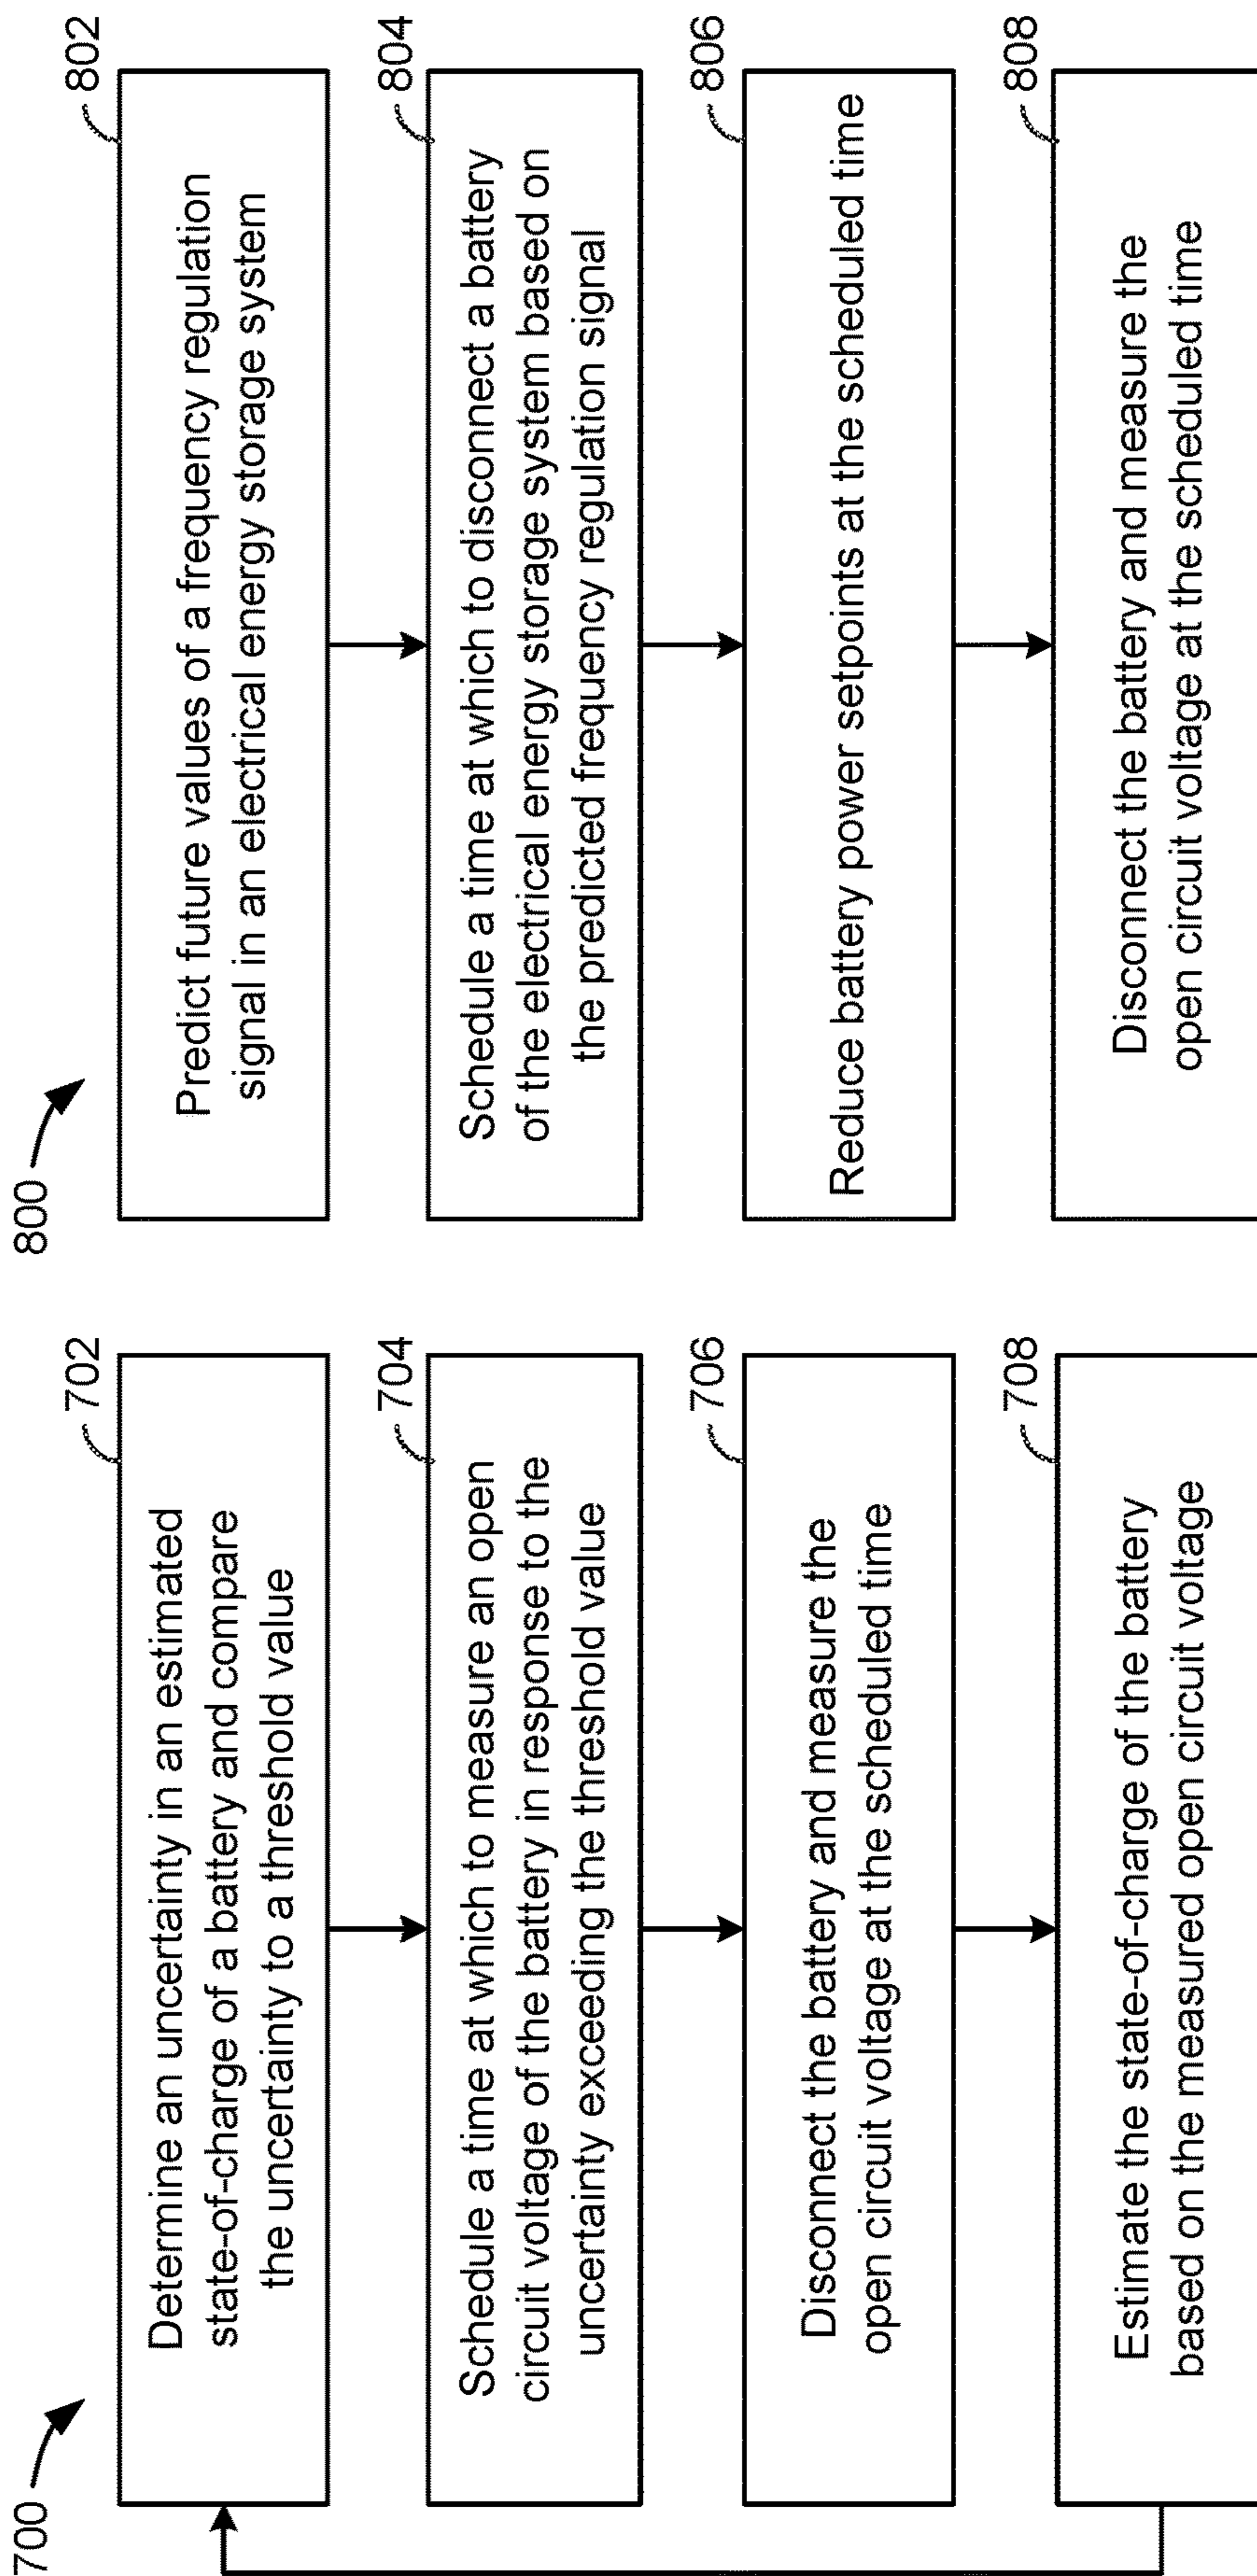 700
702
Determine an uncertainty in an estimated
state-of-charge of a battery and compare
the uncertainty to a threshold value
704
Schedule a time at which to measure an open
circuit voltage of the battery in response to the
uncertainty exceeding the threshold value
706
Disconnect the battery and measure the
open circuit voltage at the scheduled time
708
Estimate the state-of-charge of the battery
based on the measured open circuit voltage
800
802
Predict future values of a frequency regulation
signal in an electrical energy storage system
804
Schedule a time at which to disconnect a battery
of the electrical energy storage system based on
the predicted frequency regulation signal
806
Reduce battery power setpoints at the scheduled time
808
Disconnect the battery and measure the
open circuit voltage at the scheduled time